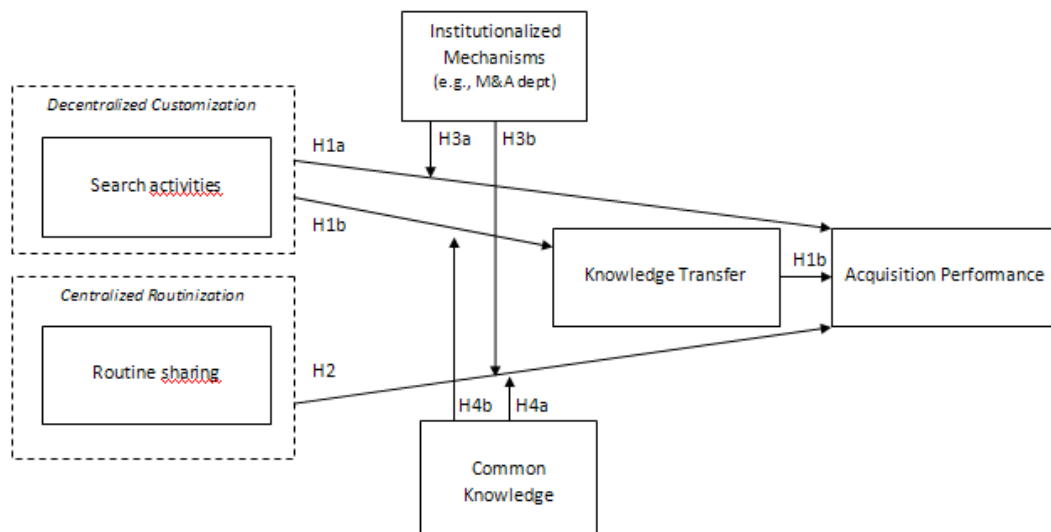 Institutionalized
Mechanisms
(e.g., M&A dept)
Decentralized Customization
Search activities
H1a
H3a
H3b
H1b
Knowledge Transfer
H1b
Acquisition Performance
Centralized Routinization
Routine sharing
H2
H4b
H4a
Common
Knowledge